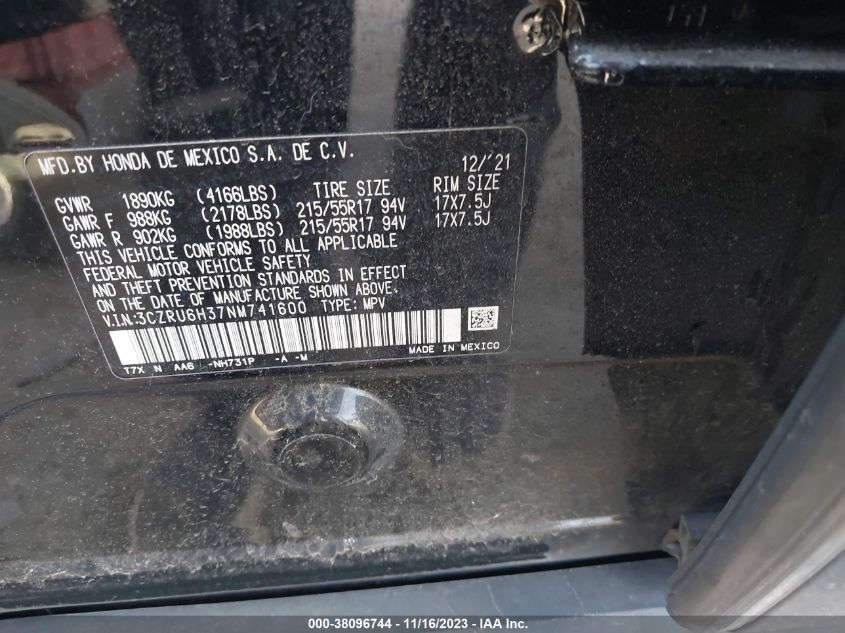 MFD.BY HONDA DE MEXICO S.A. DE C.V. 12/'21
GVWR 1890KG (4166LBS) TIRE SIZE RIM SIZE
GAWR F 988KG (2178LBS) 215/55R17 94V 17X7.5J
GAWR R 902KG (1988LBS) 215/55R17 94V 17X7.5J
THIS VEHICLE CONFORMS TO ALL APPLICABLE
FEDERAL MOTOR VEHICLE SAFETY
AND THEFT PREVENTION STANDARDS IN EFFECT
ON THE DATE OF MANUFACTURE SHOWN ABOVE.
V.I.N.:3CZRU6H37NM741600 TYPE: MPV
T7X N AA6 -NH731P -A -M MADE IN MEXICO
000-38096744 - 11/16/2023 - IAA Inc.